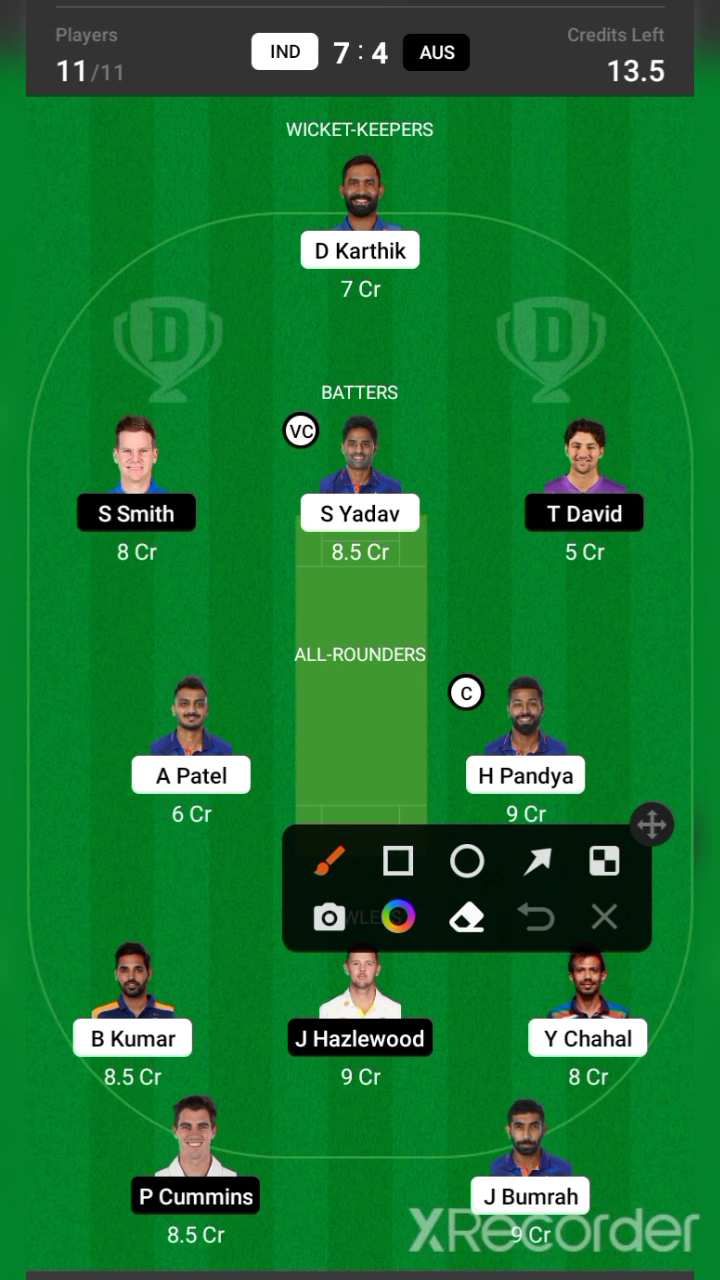 Players
Credits Left
IND 7 : 4 AUS
11/11
13.5
WICKET-KEEPERS
D Karthik
7 Cr
D D
BATTERS
VC
S Smith S Yadav T David
8 Cr 8.5 Cr 5 Cr
ALL-ROUNDERS
C
A Patel H Pandya
6 Cr 9 Cr
B Kumar J Hazlewood Y Chahal
8.5 Cr 9 Cr 8 Cr
P Cummins J Bumrah
8.5 Cr 9 Cr
XRecorder